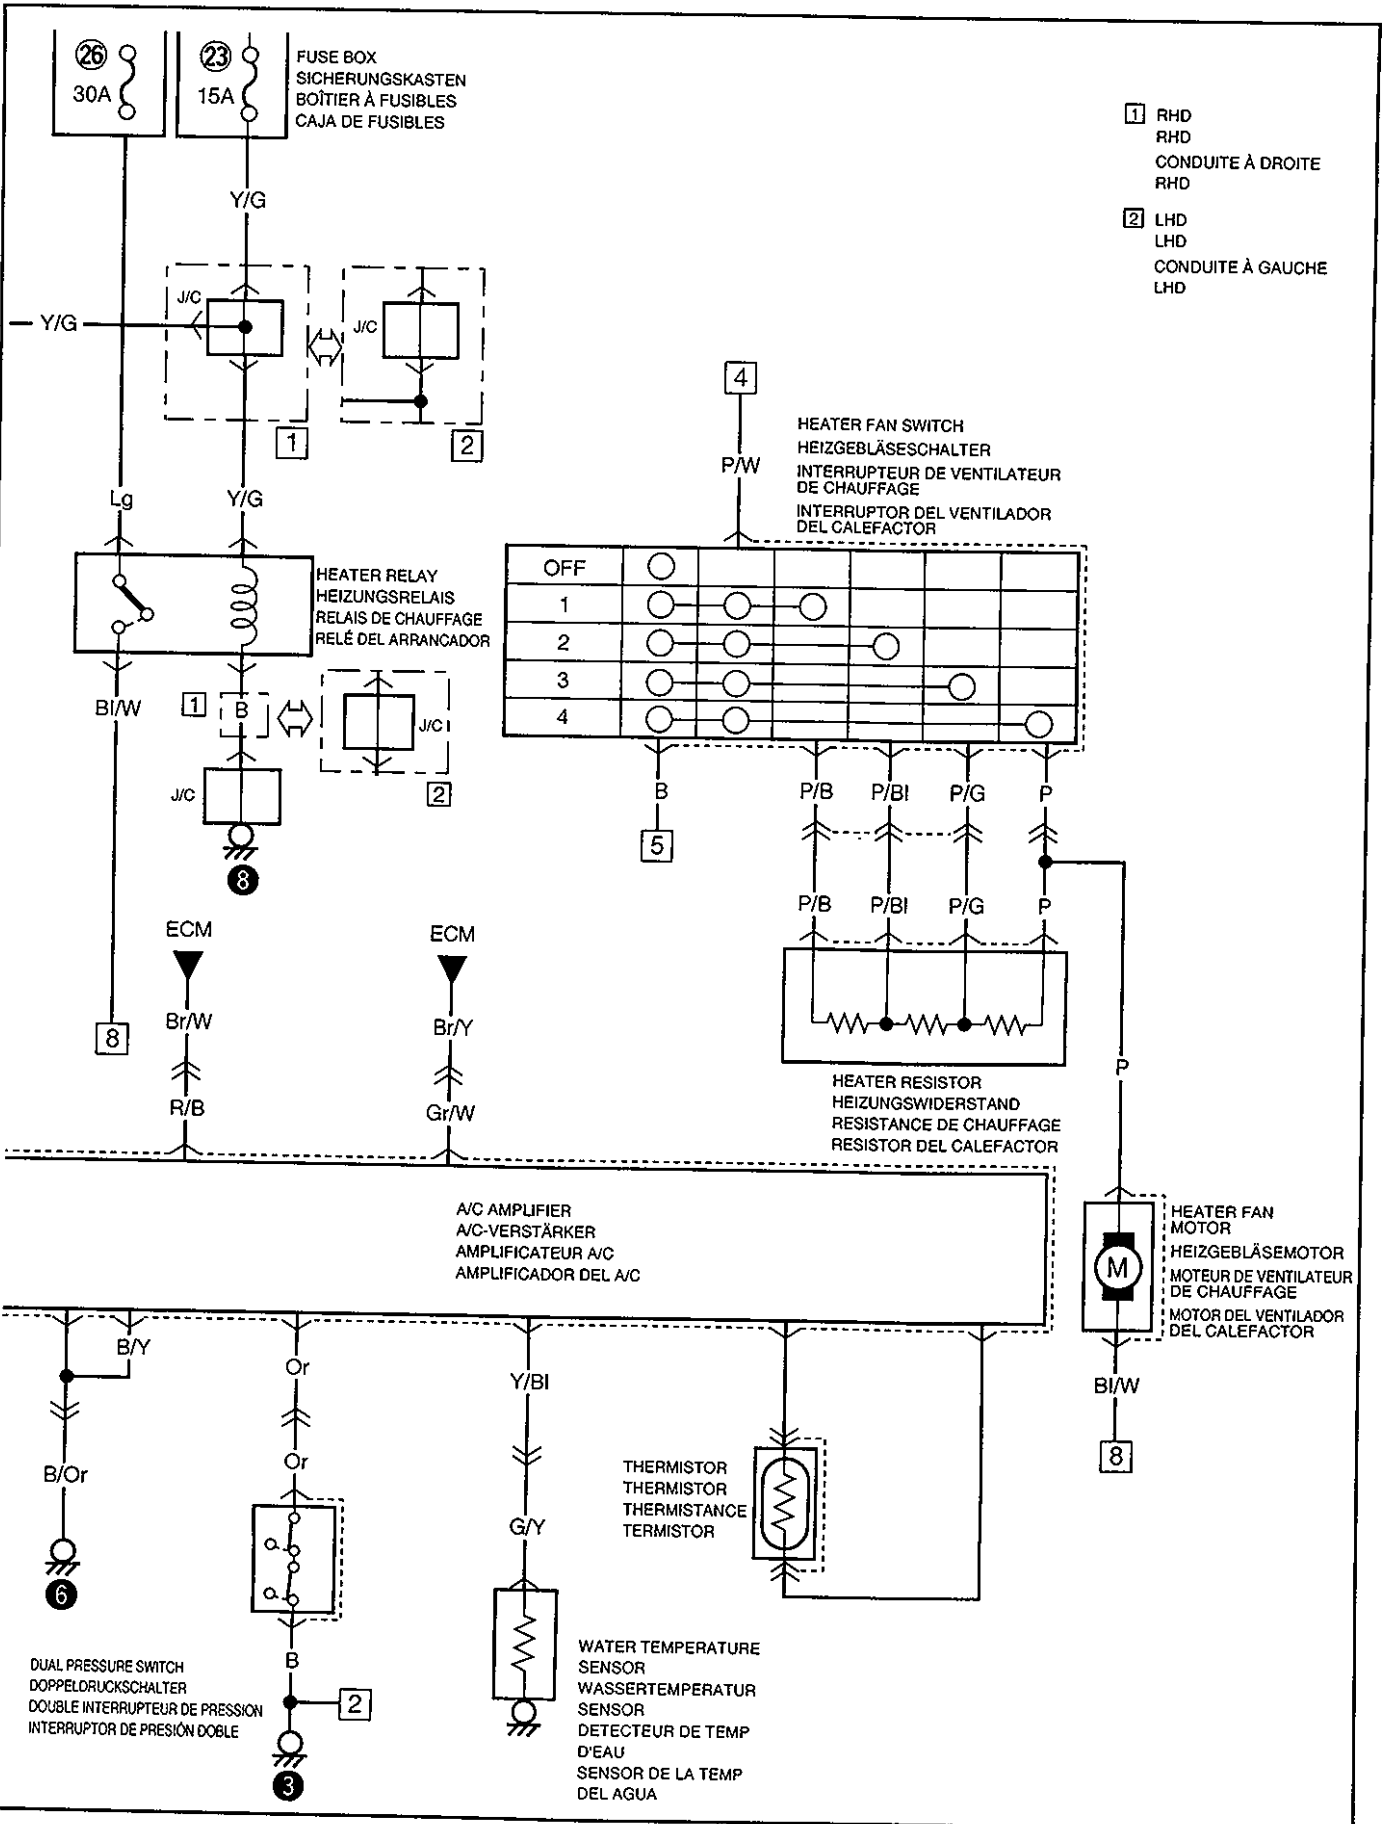 26
30A
23
15A
FUSE BOX
SICHERUNGSKASTEN
BOÎTIER À FUSIBLES
CAJA DE FUSIBLES
1 RHD
RHD
CONDUITE À DROITE
RHD
2 LHD
LHD
CONDUITE À GAUCHE
LHD
Y/G
J/C
Y/G
J/C
1
2
Lg
Y/G
4
P/W
HEATER FAN SWITCH
HEIZGEBLÄSESCHALTER
INTERRUPTEUR DE VENTILATEUR
DE CHAUFFAGE
INTERRUPTOR DEL VENTILADOR
DEL CALEFACTOR
HEATER RELAY
HEIZUNGSRELAIS
RELAIS DE CHAUFFAGE
RELÉ DEL ARRANCADOR
OFF
1
2
3
4
Bl/W
1
B
J/C
J/C
2
8
B
5
P/B P/Bl P/G P
P/B P/Bl P/G P
ECM
Br/W
R/B
8
ECM
Br/Y
Gr/W
HEATER RESISTOR
HEIZUNGSWIDERSTAND
RESISTANCE DE CHAUFFAGE
RESISTOR DEL CALEFACTOR
P
A/C AMPLIFIER
A/C-VERSTÄRKER
AMPLIFICATEUR A/C
AMPLIFICADOR DEL A/C
M
HEATER FAN
MOTOR
HEIZGEBLÄSEMOTOR
MOTEUR DE VENTILATEUR
DE CHAUFFAGE
MOTOR DEL VENTILADOR
DEL CALEFACTOR
Bl/W
8
B/Y
B/Or
6
Or
Or
B
2
3
Y/Bl
G/Y
THERMISTOR
THERMISTOR
THERMISTANCE
TERMISTOR
DUAL PRESSURE SWITCH
DOPPELDRUCKSCHALTER
DOUBLE INTERRUPTEUR DE PRESSION
INTERRUPTOR DE PRESIÓN DOBLE
WATER TEMPERATURE
SENSOR
WASSERTEMPERATUR
SENSOR
DETECTEUR DE TEMP
D'EAU
SENSOR DE LA TEMP
DEL AGUA